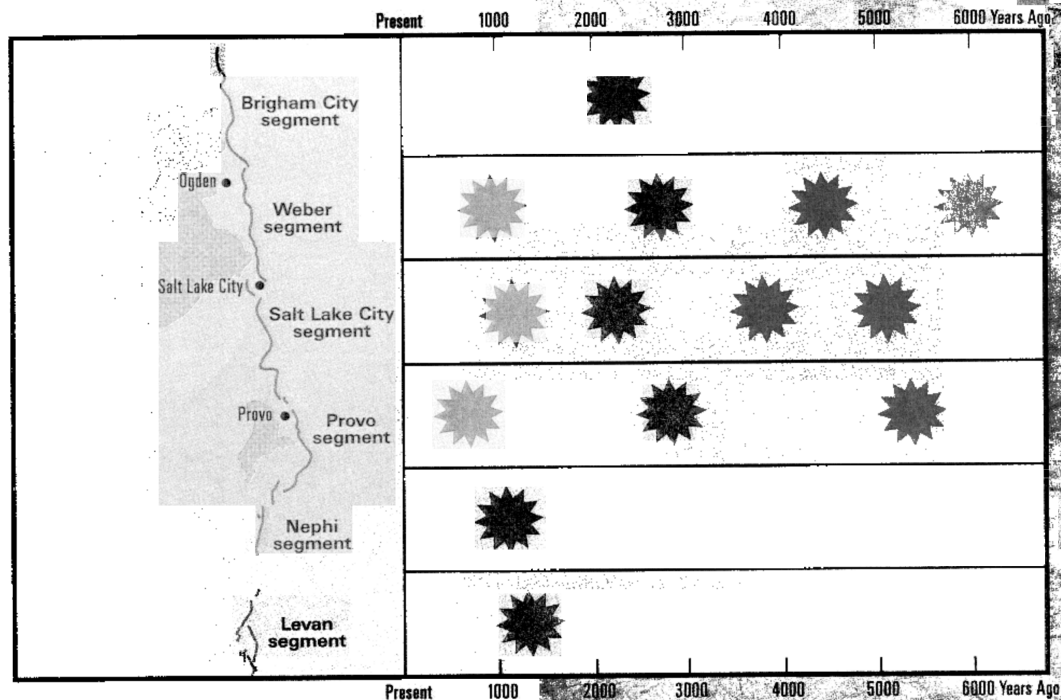 Present 1000 2000 3000 4000 5000 6000 Years Ago
Brigham City
segment
Ogden
Weber
segment
Salt Lake City
Salt Lake City
segment
Provo
Provo
segment
Nephi
segment
Levan
segment
Present 1000 2000 3000 4000 5000 6000 Years Ago